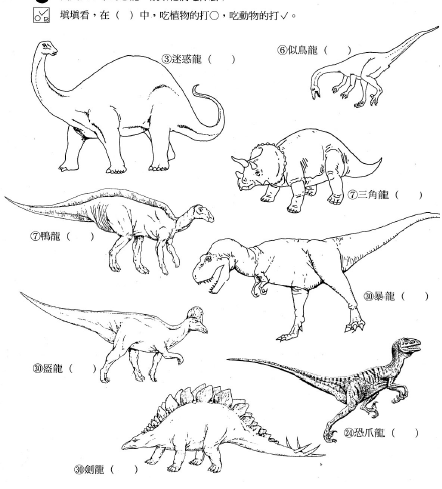 填填看，在（　）中，吃植物的打○，吃動物的打✓。
③迷惑龍（　）
⑥似鳥龍（　）
⑦三角龍（　）
⑦鴨龍（　）
⑩暴龍（　）
⑩盔龍（　）
㉔恐爪龍（　）
⑩劍龍（　）